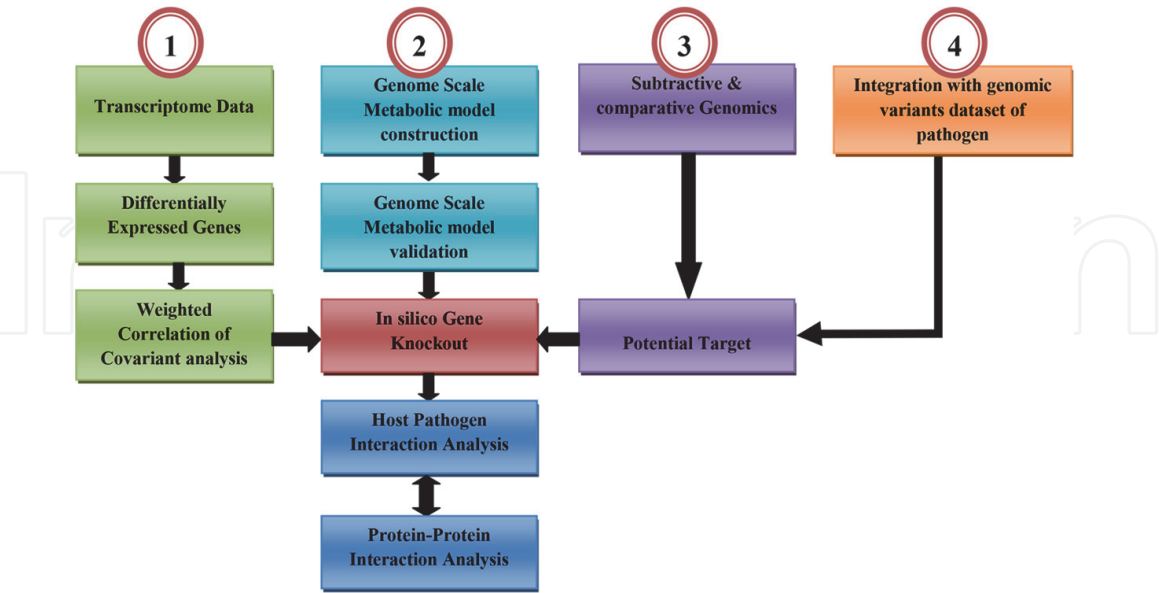 1
Transcriptome Data
Differentially
Expressed Genes
Weighted
Correlation of
Covariant analysis
2
Genome Scale
Metabolic model
construction
Genome Scale
Metabolic model
validation
In silico Gene
Knockout
Host Pathogen
Interaction Analysis
Protein-Protein
Interaction Analysis
3
Subtractive &
comparative Genomics
Potential Target
4
Integration with genomic
variants dataset of
pathogen